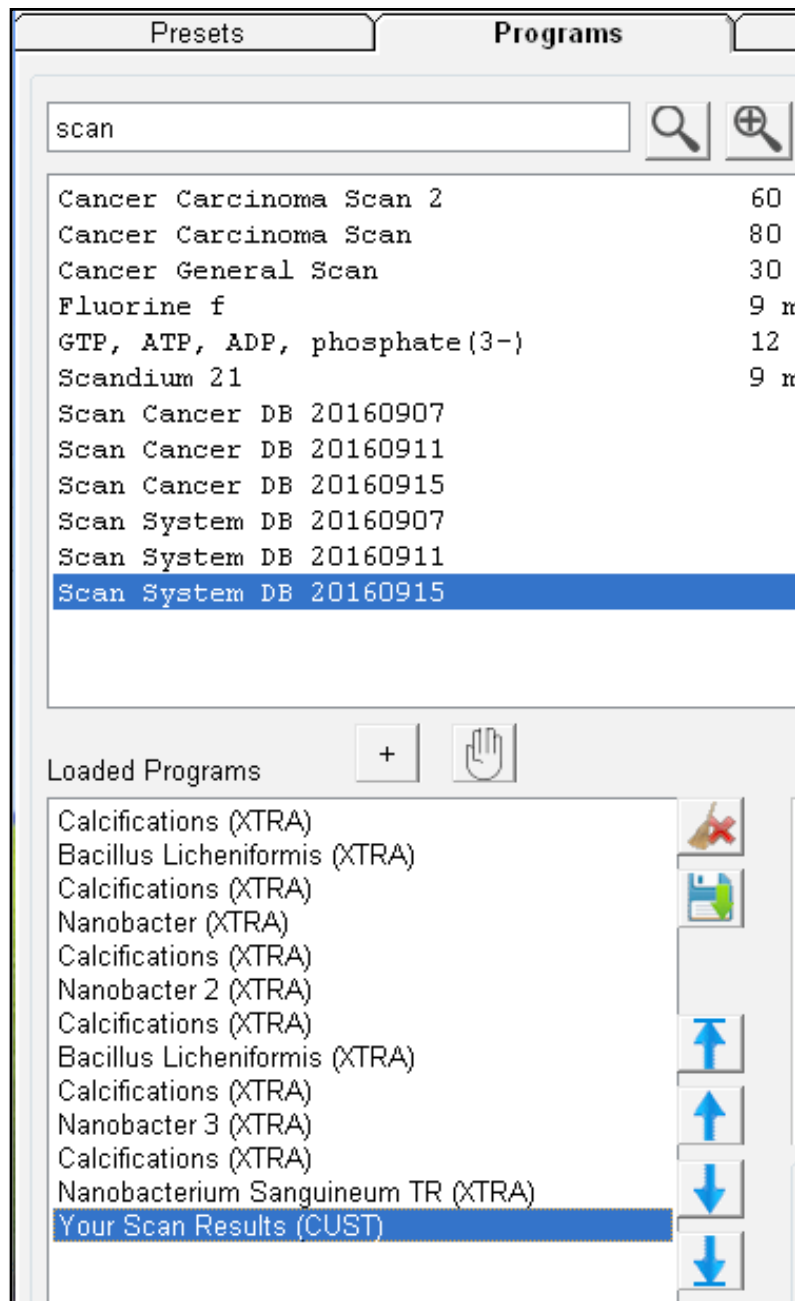 Presets Programs
scan
Cancer Carcinoma Scan 2 60
Cancer Carcinoma Scan 80
Cancer General Scan 30
Fluorine f 9 m
GTP, ATP, ADP, phosphate(3-) 12
Scandium 21 9 m
Scan Cancer DB 20160907
Scan Cancer DB 20160911
Scan Cancer DB 20160915
Scan System DB 20160907
Scan System DB 20160911
Scan System DB 20160915
Loaded Programs +
Calcifications (XTRA)
Bacillus Licheniformis (XTRA)
Calcifications (XTRA)
Nanobacter (XTRA)
Calcifications (XTRA)
Nanobacter 2 (XTRA)
Calcifications (XTRA)
Bacillus Licheniformis (XTRA)
Calcifications (XTRA)
Nanobacter 3 (XTRA)
Calcifications (XTRA)
Nanobacterium Sanguineum TR (XTRA)
Your Scan Results (CUST)